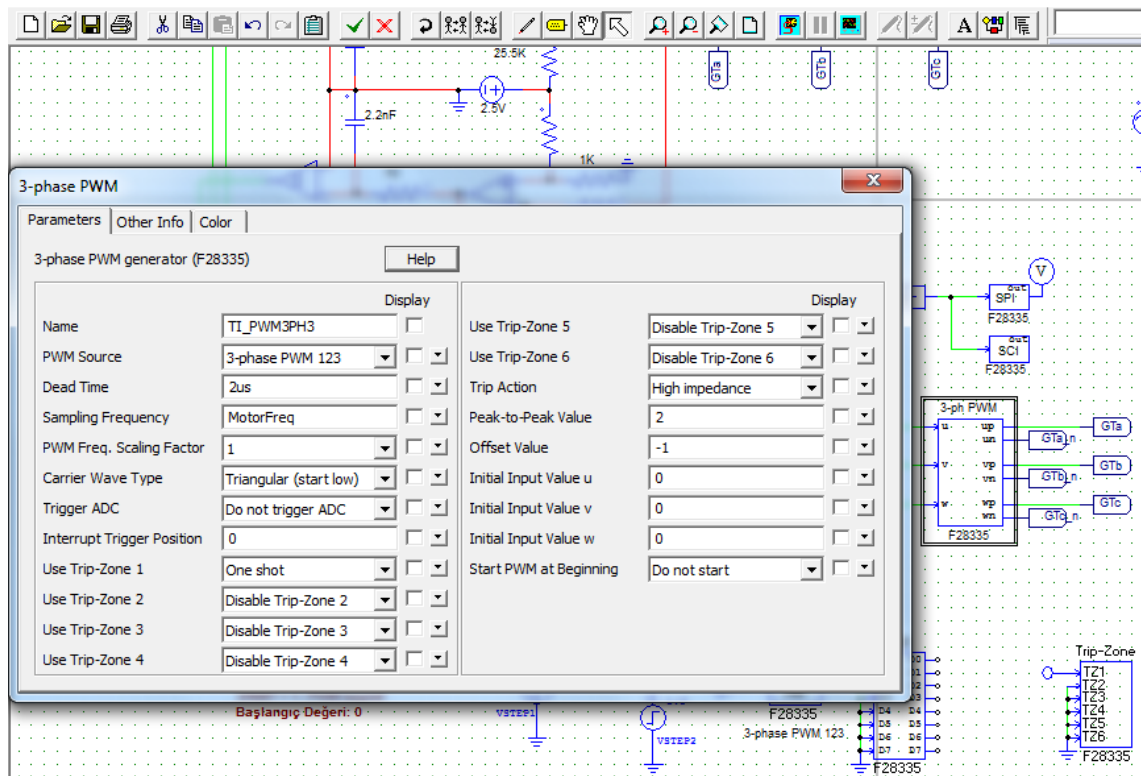 A
25.5K
GTa
GTb
GTc
2.5V
2.2nF
1K
3-phase PWM
Parameters
Other Info
Color
3-phase PWM generator (F28335)
Help
Display
Name
TI_PWM3PH3
PWM Source
3-phase PWM 123
Dead Time
2us
Sampling Frequency
MotorFreq
PWM Freq. Scaling Factor
1
Carrier Wave Type
Triangular (start low)
Trigger ADC
Do not trigger ADC
Interrupt Trigger Position
0
Use Trip-Zone 1
One shot
Use Trip-Zone 2
Disable Trip-Zone 2
Use Trip-Zone 3
Disable Trip-Zone 3
Use Trip-Zone 4
Disable Trip-Zone 4
Display
Use Trip-Zone 5
Disable Trip-Zone 5
Use Trip-Zone 6
Disable Trip-Zone 6
Trip Action
High impedance
Peak-to-Peak Value
2
Offset Value
-1
Initial Input Value u
0
Initial Input Value v
0
Initial Input Value w
0
Start PWM at Beginning
Do not start
V
out
SPI
F28335
out
SCI
F28335
3-ph PWM
u
up
un
v
vp
vn
w
wp
wn
F28335
GTa
GTa_n
GTb
GTb_n
GTc
GTc_n
Başlangıç Değeri: 0
VSTEP1
VSTEP2
F28335
3-phase PWM 123
D4
D4
D5
D5
D6
D6
D7
D7
F28335
Trip-Zone
TZ1
TZ2
TZ3
TZ4
TZ5
TZ6
F28335